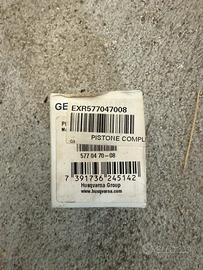 GE EXR577047008
PISTONE COMPL
577 04 70-08
7 391736 245142
Husqvarna Group
www.husqvarna.com